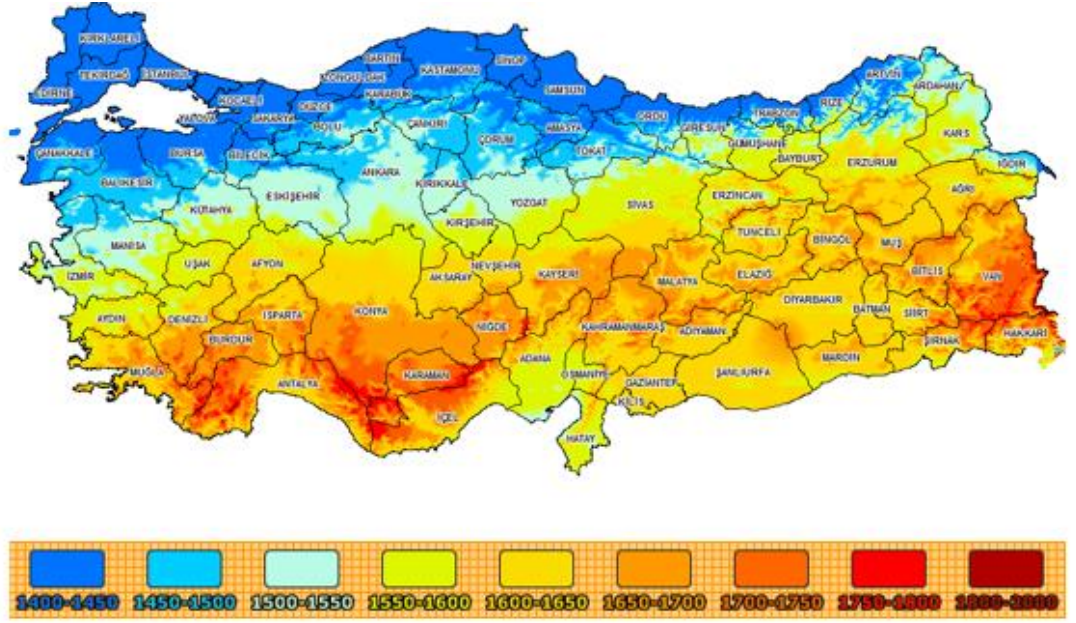 KIRKLARELİ
TEKİRDAĞ
İSTANBUL
EDİRNE
KOCAELİ
YALOVA
SAKARYA
DÜZCE
ZONGULDAK
BARTIN
KARABÜK
KASTAMONU
SİNOP
SAMSUN
BOLU
ÇANKIRI
ÇORUM
AMASYA
TOKAT
ORDU
GİRESUN
TRABZON
RİZE
ARTVİN
ARDAHAN
KARS
IĞDIR
GÜMÜŞHANE
BAYBURT
ERZURUM
AĞRI
ÇANAKKALE
BURSA
BİLECİK
BALIKESİR
KÜTAHYA
ESKİŞEHİR
ANKARA
KIRIKKALE
YOZGAT
KIRŞEHİR
SİVAS
ERZİNCAN
TUNCELİ
BİNGÖL
MUŞ
BİTLİS
VAN
MANİSA
İZMİR
UŞAK
AFYON
AKSARAY
NEVŞEHİR
KAYSERİ
MALATYA
ELAZIĞ
DİYARBAKIR
BATMAN
SİİRT
ŞIRNAK
HAKKARİ
AYDIN
DENİZLİ
ISPARTA
BURDUR
KONYA
NİĞDE
KAHRAMANMARAŞ
ADIYAMAN
MARDİN
ŞANLIURFA
MUĞLA
ANTALYA
KARAMAN
İÇEL
ADANA
OSMANİYE
GAZİANTEP
KİLİS
HATAY
1400-1450 1450-1500 1500-1550 1550-1600 1600-1650 1650-1700 1700-1750 1750-1800 1800-2000